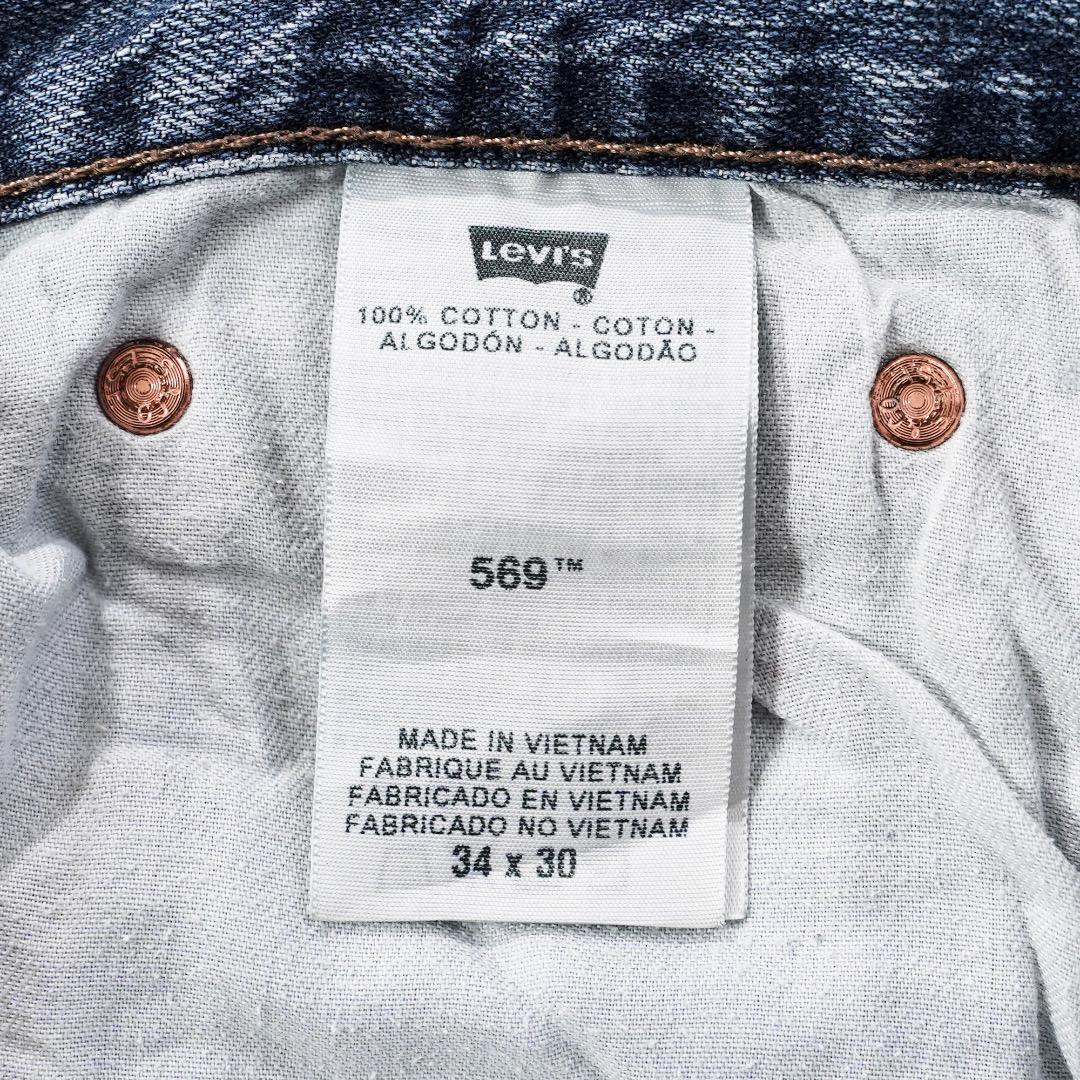 Levi's
®
100% COTTON - COTON -
ALGODÓN - ALGODÃO
569™
MADE IN VIETNAM
FABRIQUE AU VIETNAM
FABRICADO EN VIETNAM
FABRICADO NO VIETNAM
34 x 30